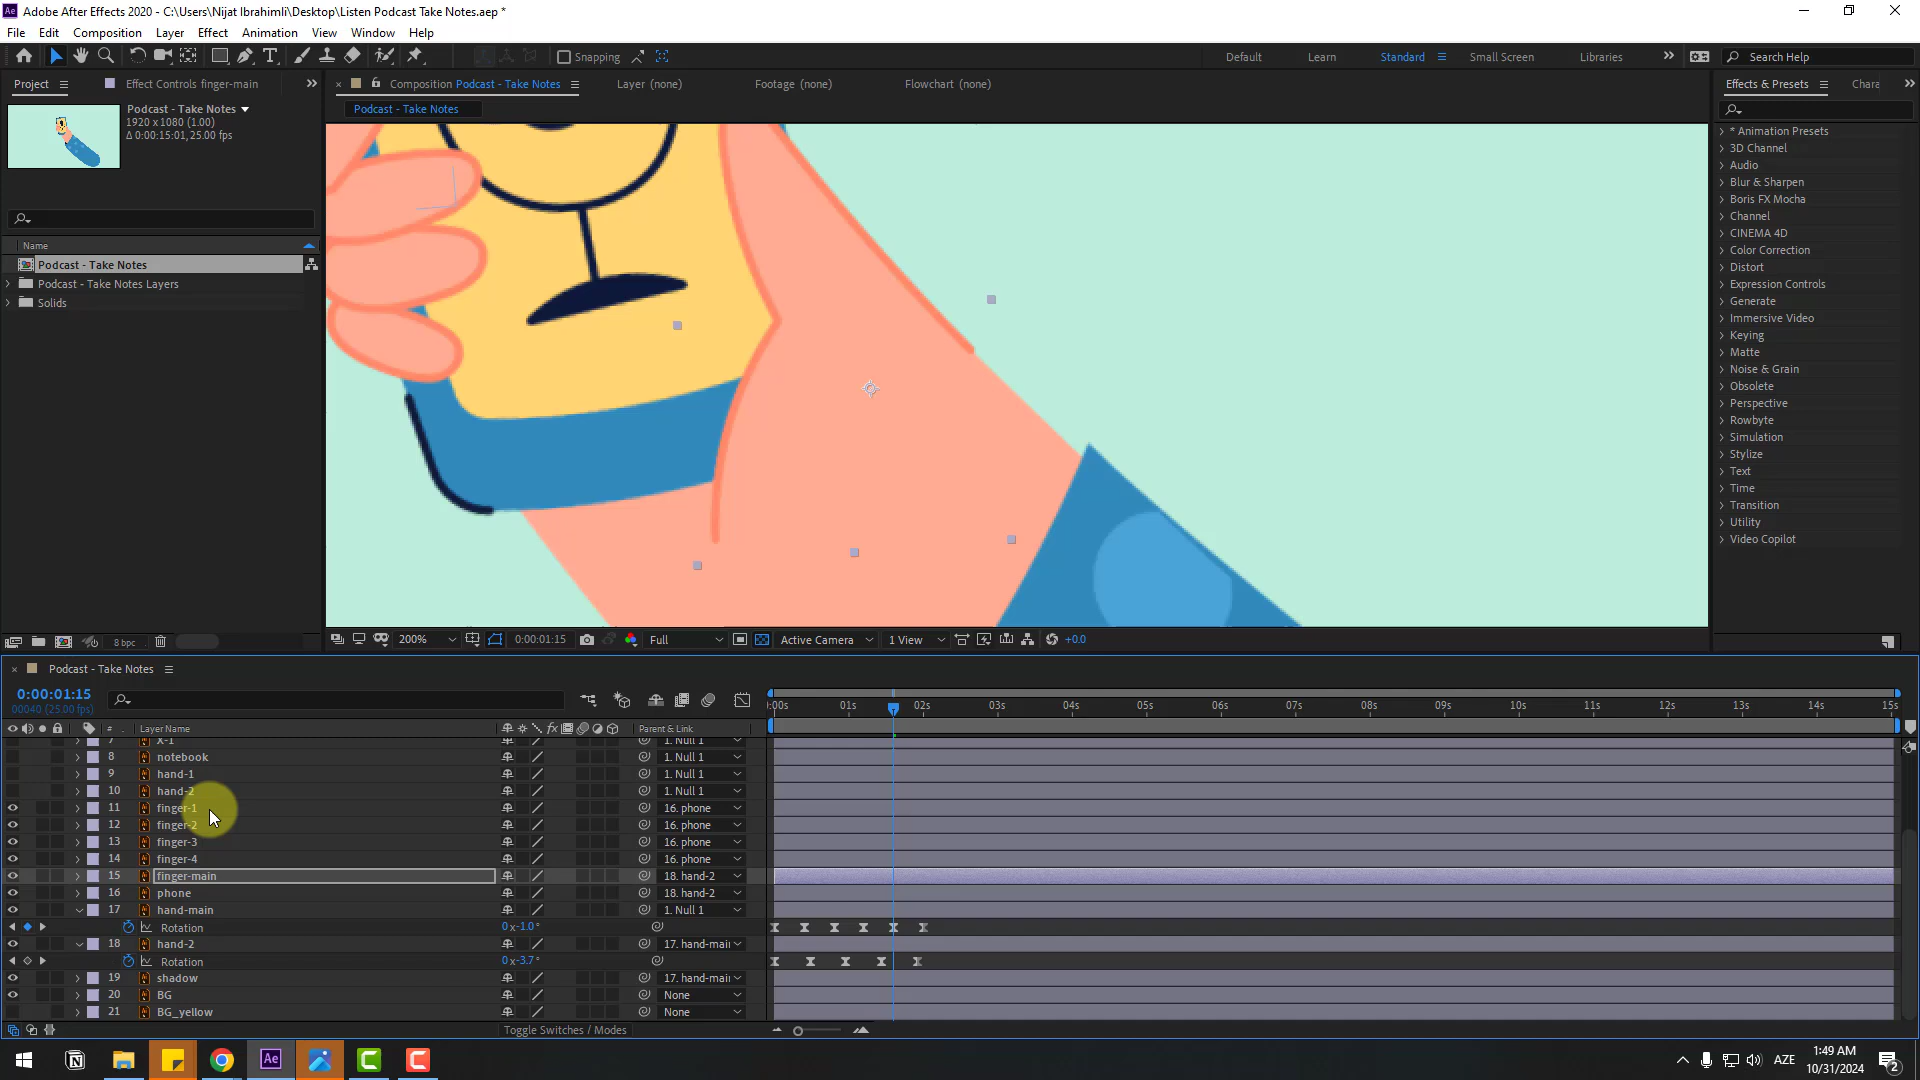 Adobe After Effects 2020 - C:\Users\Nijat Ibrahimli\Desktop\Listen Podcast Take Notes.aep *
File Edit Composition Layer Effect Animation View Window Help
Snapping Default Learn Standard Small Screen Libraries Search Help
Project Effect Controls finger-main Composition Podcast - Take Notes Layer (none) Footage (none) Flowchart (none) Effects & Presets Chara
Podcast - Take Notes
1920 x 1080 (1.00)
Δ 0:00:15:01, 25.00 fps
Podcast - Take Notes
Name
Podcast - Take Notes
Podcast - Take Notes Layers
Solids
* Animation Presets
3D Channel
Audio
Blur & Sharpen
Boris FX Mocha
Channel
CINEMA 4D
Color Correction
Distort
Expression Controls
Generate
Immersive Video
Keying
Matte
Noise & Grain
Obsolete
Perspective
Rowbyte
Simulation
Stylize
Text
Time
Transition
Utility
Video Copilot
8 bpc 200% 0:00:01:15 Full Active Camera 1 View +0.0
Podcast - Take Notes
0:00:01:15
00040 (25.00 fps)
:00s 01s 02s 03s 04s 05s 06s 07s 08s 09s 10s 11s 12s 13s 14s 15s
# Layer Name Parent & Link
7 X-1 1. Null 1
8 notebook 1. Null 1
9 hand-1 1. Null 1
10 hand-2 1. Null 1
11 finger-1 16. phone
12 finger-2 16. phone
13 finger-3 16. phone
14 finger-4 16. phone
15 finger-main 18. hand-2
16 phone 18. hand-2
17 hand-main 1. Null 1
Rotation 0x-1.0°
18 hand-2 17. hand-mai
Rotation 0x-3.7°
19 shadow 17. hand-mai
20 BG None
21 BG_yellow None
Toggle Switches / Modes
AZE 1:49 AM
10/31/2024
2